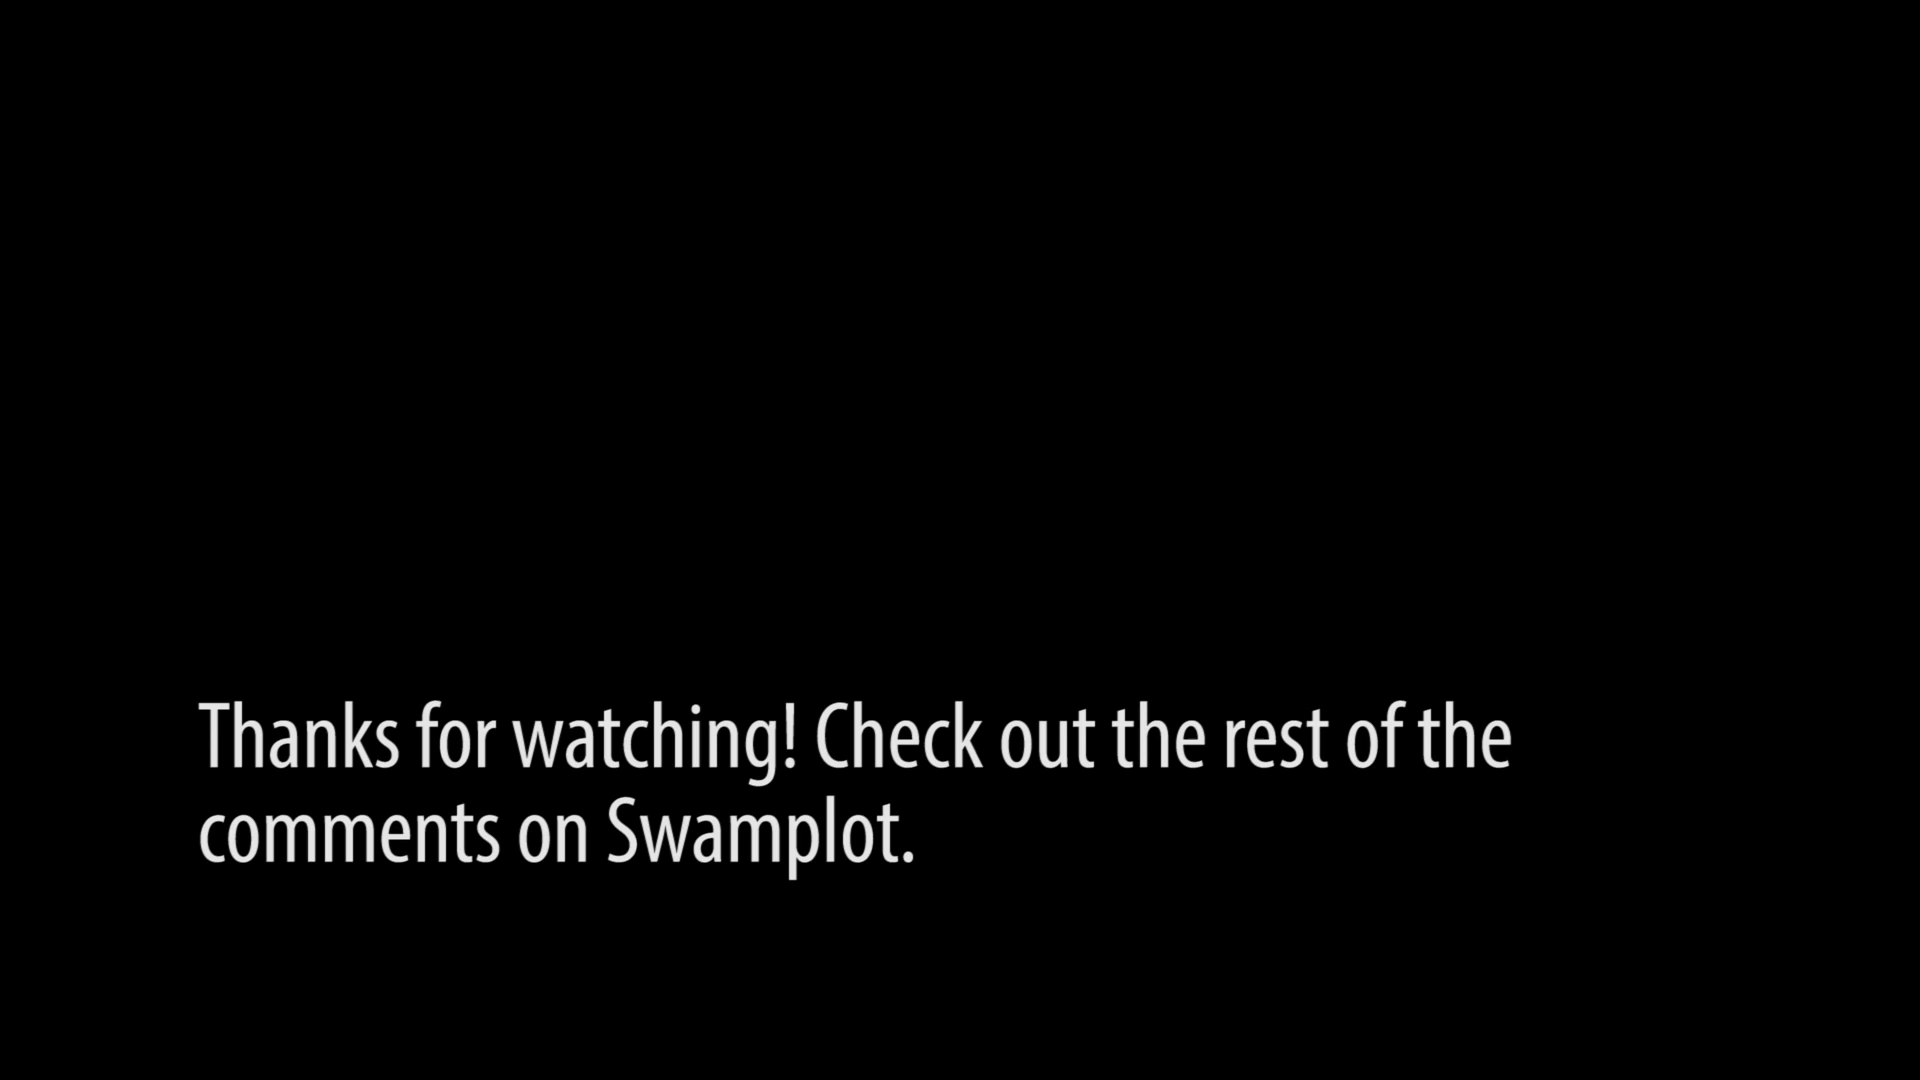 Thanks for watching! Check out the rest of the
comments on Swamplot.